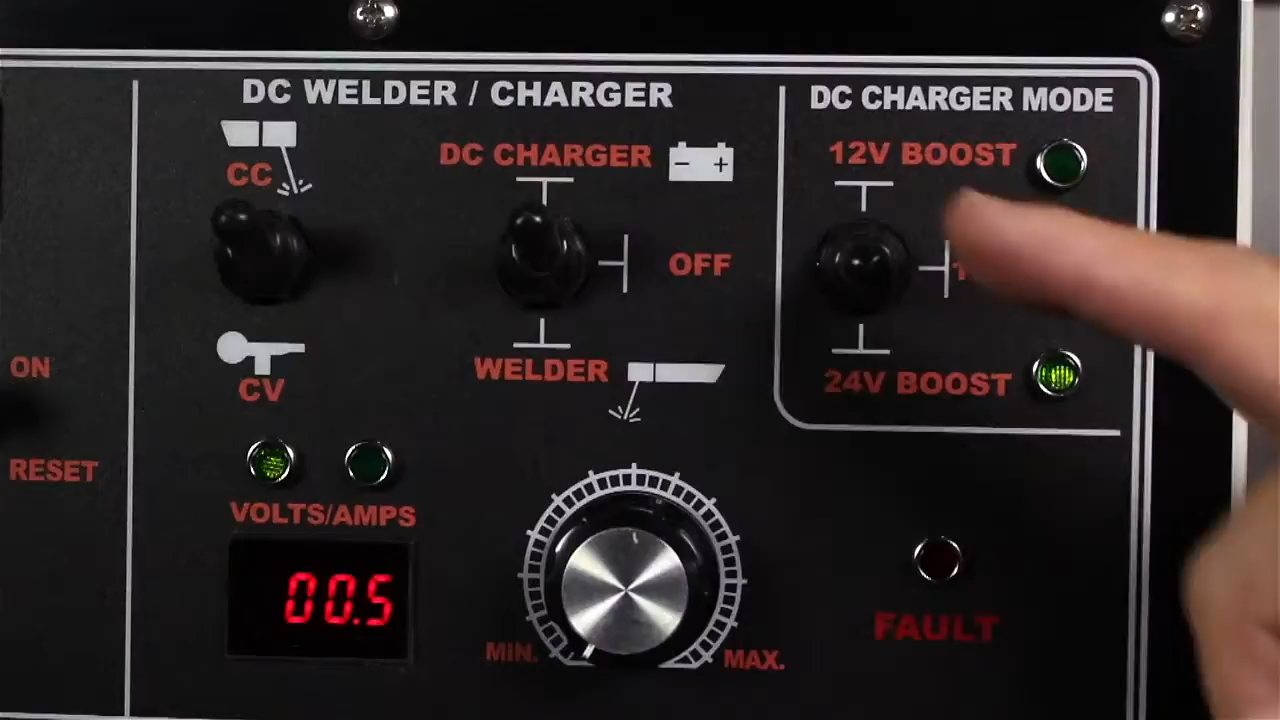 DC WELDER / CHARGER
DC CHARGER MODE
CC
DC CHARGER
- +
12V BOOST
OFF
ON
CV
WELDER
24V BOOST
RESET
VOLTS/AMPS
00.5
MIN.
MAX.
FAULT